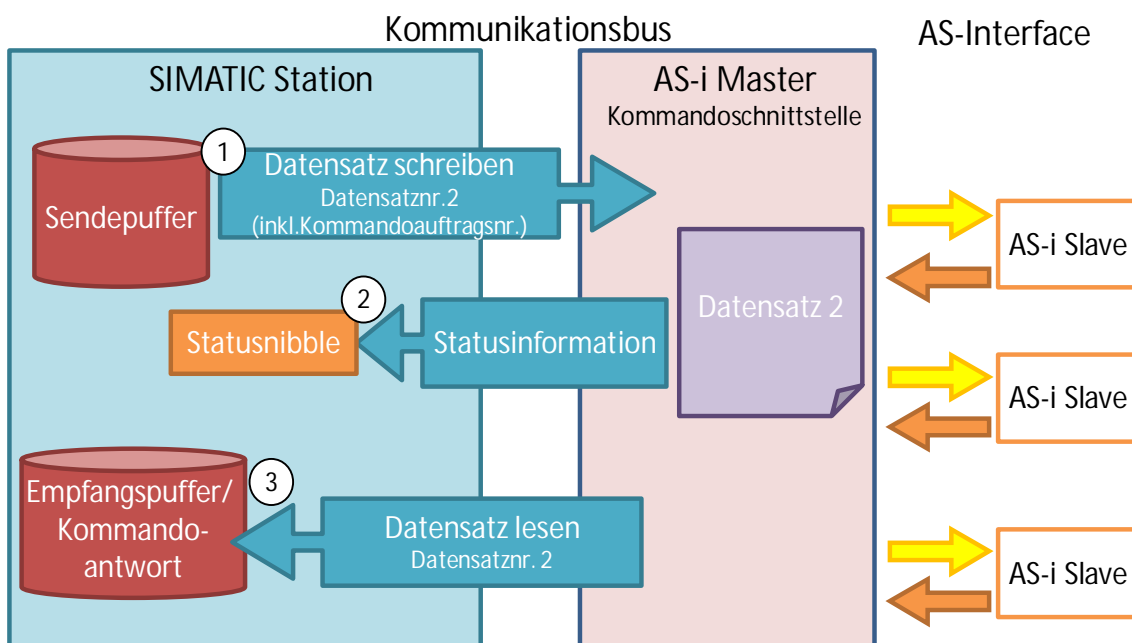 Kommunikationsbus
AS-Interface
SIMATIC Station
AS-i Master
Kommandoschnittstelle
1
Sendepuffer
Datensatz schreiben
Datensatznr.2
(inkl.Kommandoauftragsnr.)
AS-i Slave
2
Statusnibble
Statusinformation
Datensatz 2
AS-i Slave
3
Empfangspuffer/
Kommando-
antwort
Datensatz lesen
Datensatznr. 2
AS-i Slave